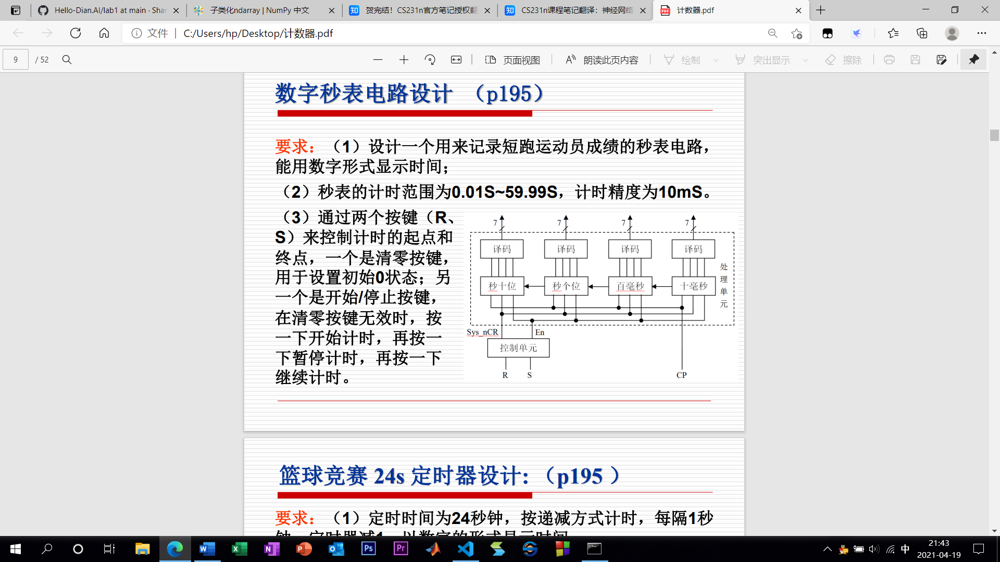 Hello-Dian.AI/lab1 at main · Shar
子类化ndarray | NumPy 中文
知 贺完结！CS231n官方笔记授权翻
知 CS231n课程笔记翻译：神经网络
PDF 计数器.pdf
文件 | C:/Users/hp/Desktop/计数器.pdf
9 / 52
页面视图
朗读此页内容
绘制
突出显示
擦除
数字秒表电路设计 （p195）
要求：（1）设计一个用来记录短跑运动员成绩的秒表电路，
能用数字形式显示时间；
（2）秒表的计时范围为0.01S~59.99S，计时精度为10mS。
（3）通过两个按键（R、
S）来控制计时的起点和
终点，一个是清零按键，
用于设置初始0状态；另
一个是开始/停止按键，
在清零按键无效时，按
一下开始计时，再按一
下暂停计时，再按一下
继续计时。
7 7 7 7
译码 译码 译码 译码
秒十位 秒个位 百毫秒 十毫秒
处理单元
Sys_nCR En
控制单元
R S CP
篮球竞赛 24s 定时器设计:（p195 ）
要求：（1）定时时间为24秒钟，按递减方式计时，每隔1秒
钟，定时器减1，以数字的形式显示时间
W X N P O Ps Pr
中
21:43
2021-04-19